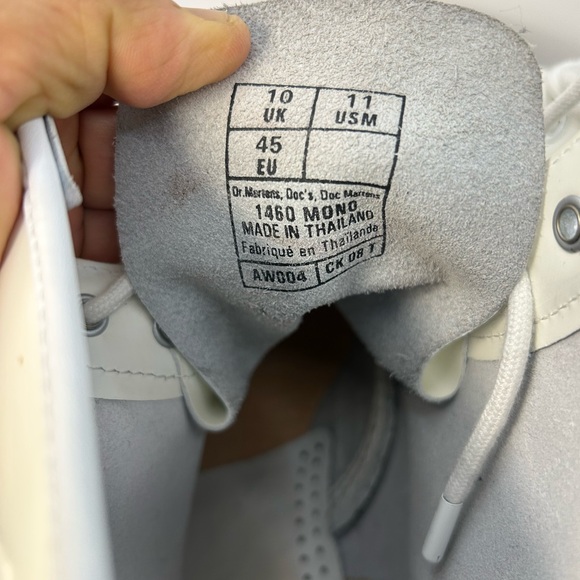 10 11
UK USM
45
EU
Dr.Martens, Doc's, Doc Martens
1460 MONO
MADE IN THAILAND
Fabriqué en Thailande
AW004 CK 08 T